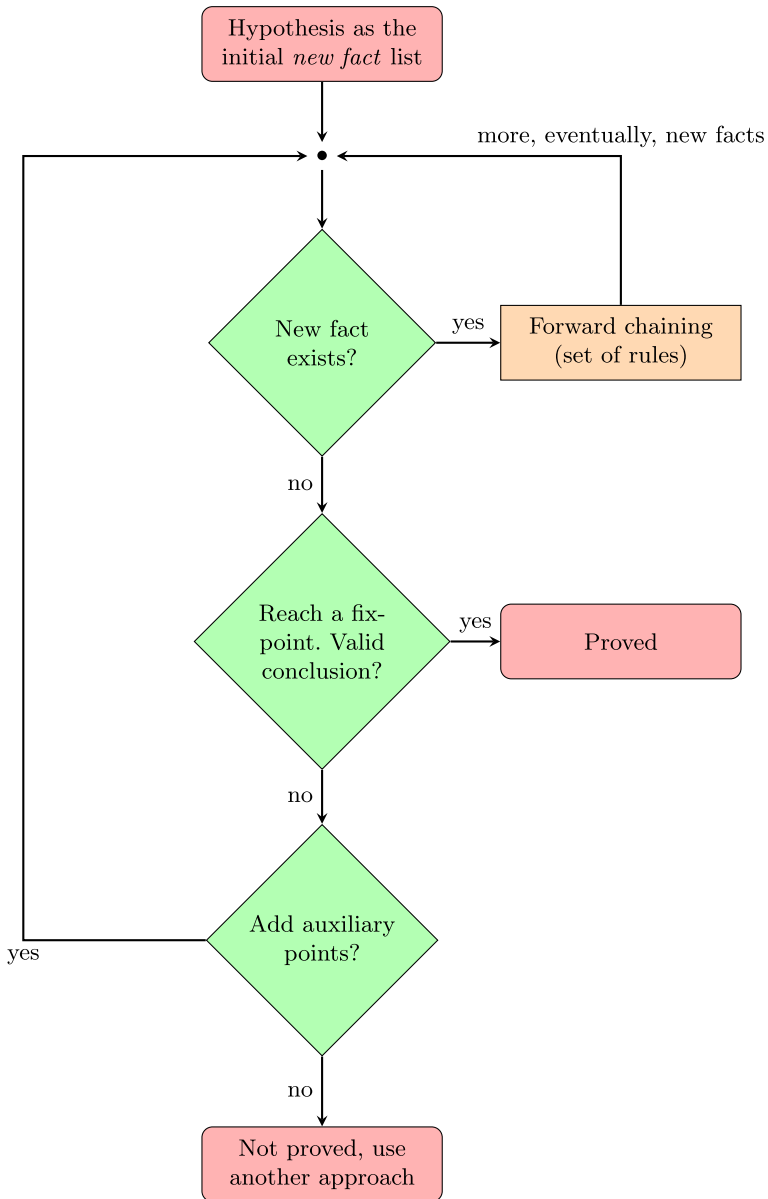 Hypothesis as the
initial new fact list
more, eventually, new facts
New fact
exists?
yes
Forward chaining
(set of rules)
no
Reach a fix-
point. Valid
conclusion?
yes
Proved
no
Add auxiliary
points?
yes
no
Not proved, use
another approach